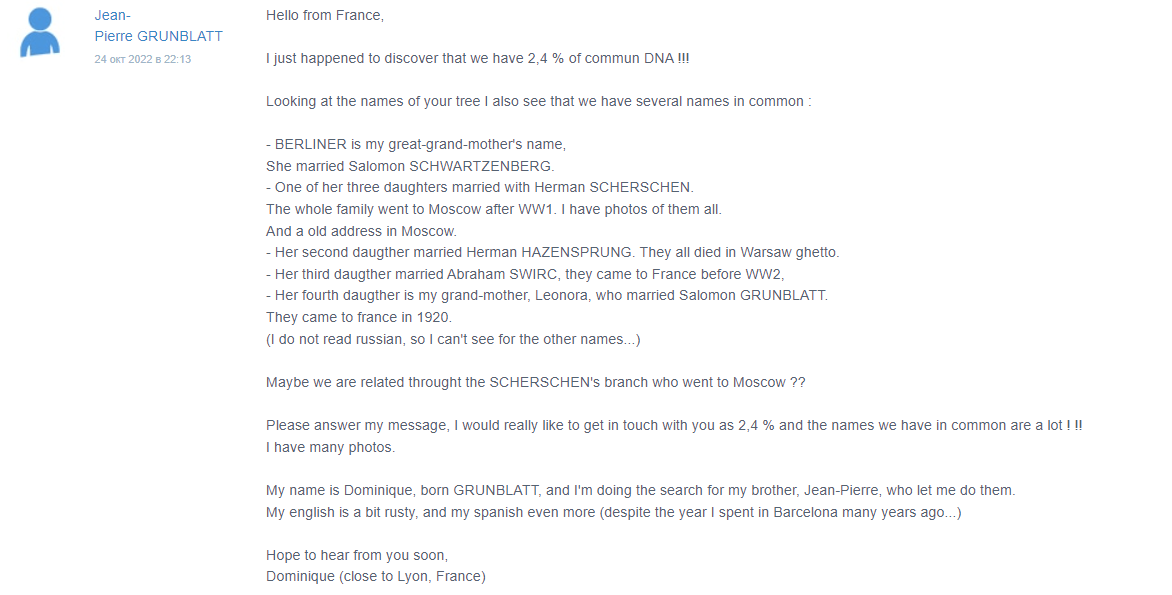 Jean-
Pierre GRUNBLATT
24 окт 2022 в 22:13
Hello from France,
I just happened to discover that we have 2,4 % of commun DNA !!!
Looking at the names of your tree I also see that we have several names in common :
- BERLINER is my great-grand-mother's name,
She married Salomon SCHWARTZENBERG.
- One of her three daughters married with Herman SCHERSCHEN.
The whole family went to Moscow after WW1. I have photos of them all.
And a old address in Moscow.
- Her second daugther married Herman HAZENSPRUNG. They all died in Warsaw ghetto.
- Her third daugther married Abraham SWIRC, they came to France before WW2,
- Her fourth daugther is my grand-mother, Leonora, who married Salomon GRUNBLATT.
They came to france in 1920.
(I do not read russian, so I can't see for the other names...)
Maybe we are related throught the SCHERSCHEN's branch who went to Moscow ??
Please answer my message, I would really like to get in touch with you as 2,4 % and the names we have in common are a lot ! !!
I have many photos.
My name is Dominique, born GRUNBLATT, and I'm doing the search for my brother, Jean-Pierre, who let me do them.
My english is a bit rusty, and my spanish even more (despite the year I spent in Barcelona many years ago...)
Hope to hear from you soon,
Dominique (close to Lyon, France)